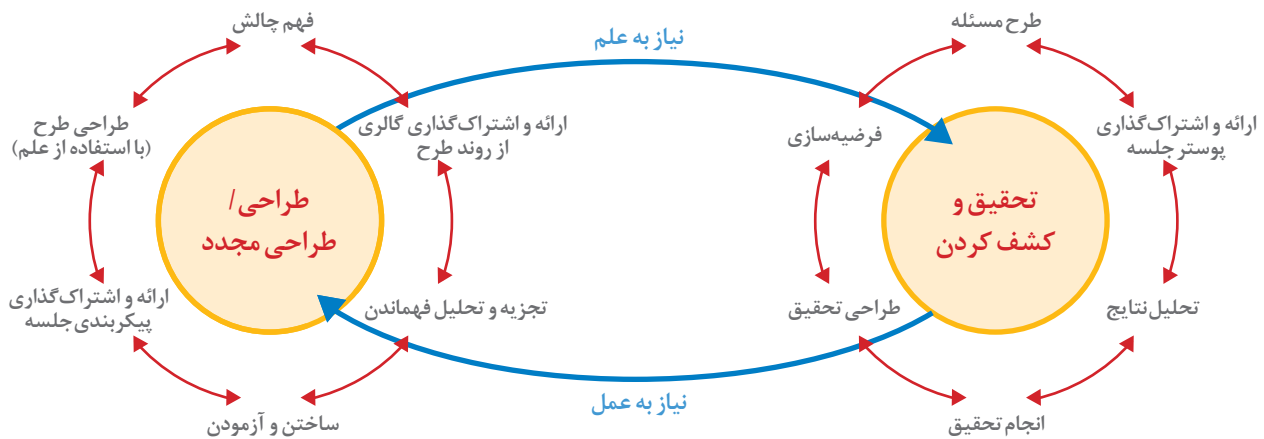 طرح مسئله
نیاز به علم
فهم چالش
ارائه و اشتراک‌گذاری
پوستر جلسه
فرضیه‌سازی
ارائه و اشتراک‌گذاری گالری
از روند طرح
طراحی طرح
(با استفاده از علم)
تحقیق و
کشف کردن
طراحی /
طراحی مجدد
تحلیل نتایج
طراحی تحقیق
تجزیه و تحلیل فهماندن
ارائه و اشتراک‌گذاری
پیکربندی جلسه
انجام تحقیق
نیاز به عمل
ساختن و آزمودن